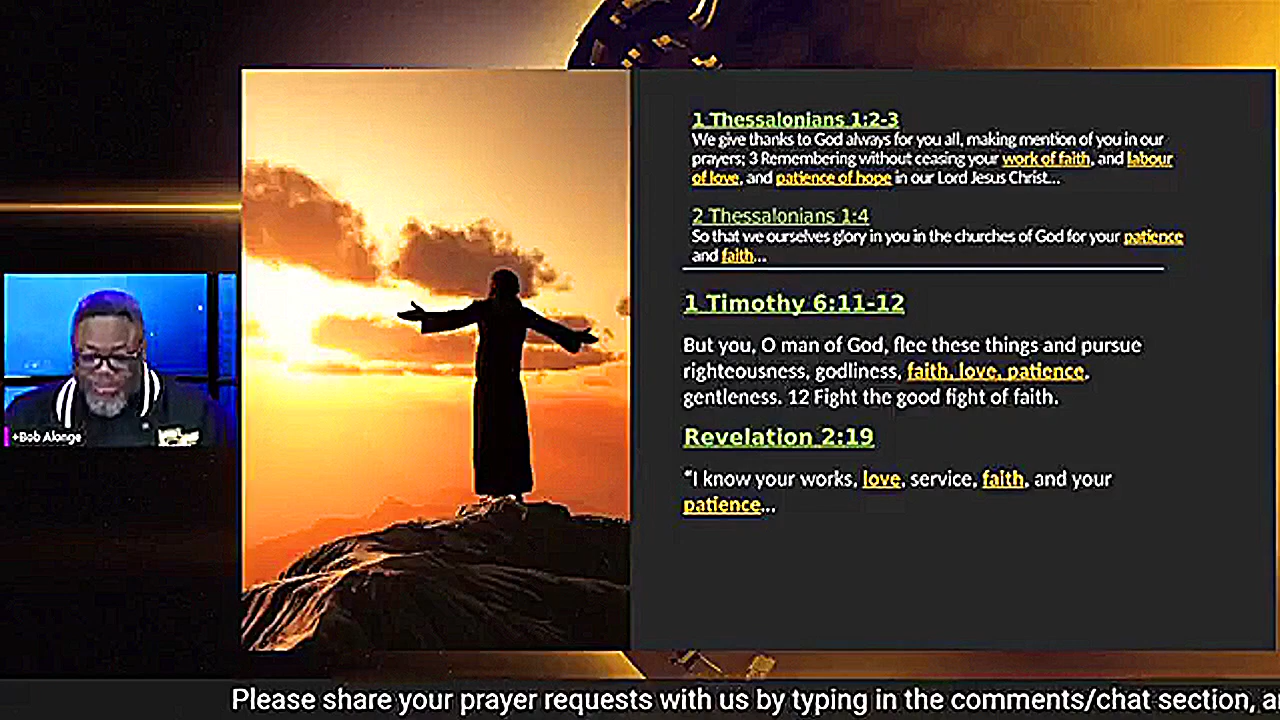 1 Thessalonians 1:2-3
We give thanks to God always for you all, making mention of you in our
prayers; 3 Remembering without ceasing your work of faith, and labour
of love, and patience of hope in our Lord Jesus Christ...
2 Thessalonians 1:4
So that we ourselves glory in you in the churches of God for your patience
and faith...
1 Timothy 6:11-12
But you, O man of God, flee these things and pursue
righteousness, godliness, faith, love, patience,
gentleness. 12 Fight the good fight of faith.
Revelation 2:19
“I know your works, love, service, faith, and your
patience...
+Bob Alonge
Please share your prayer requests with us by typing in the comments/chat section, a